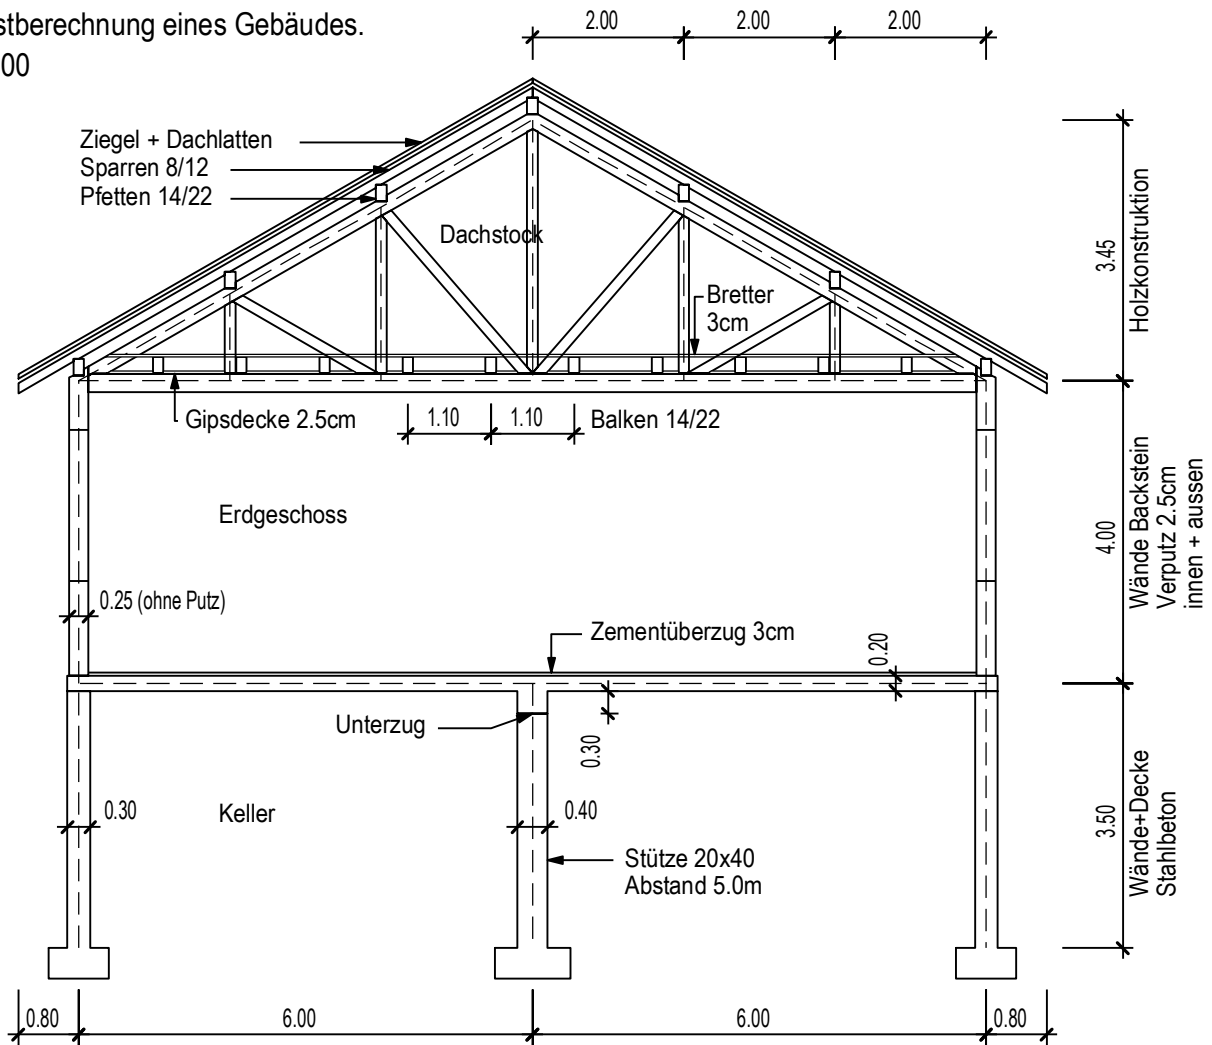 stberechnung eines Gebäudes.
00
2.00
2.00
2.00
Ziegel + Dachlatten
Sparren 8/12
Pfetten 14/22
Dachstock
Bretter
3cm
3.45
Holzkonstruktion
Gipsdecke 2.5cm
1.10
1.10
Balken 14/22
Erdgeschoss
4.00
Wände Backstein
Verputz 2.5cm
innen + aussen
0.25 (ohne Putz)
Zementüberzug 3cm
0.20
Unterzug
0.30
0.30
Keller
0.40
Stütze 20x40
Abstand 5.0m
3.50
Wände+Decke
Stahlbeton
0.80
6.00
6.00
0.80